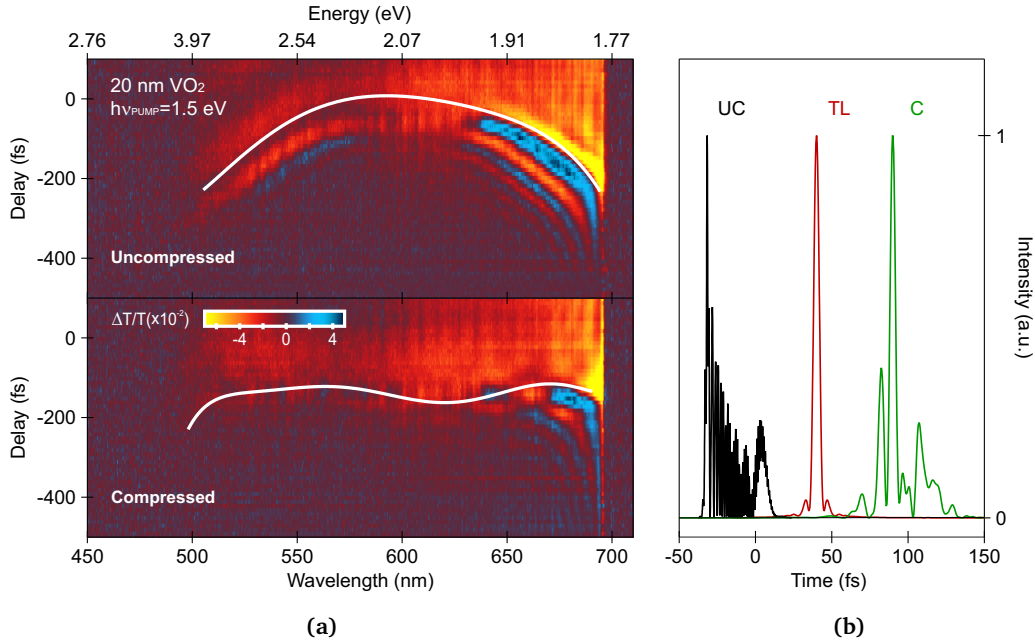 Energy (eV)
2.76 3.97 2.54 2.07 1.91 1.77
20 nm VO₂
hνPUMP=1.5 eV
0
-200
-400
Delay (fs)
Uncompressed
ΔT/T(x10⁻²)
-4 0 4
0
-200
-400
Delay (fs)
Compressed
450 500 550 600 650 700
Wavelength (nm)
(a)
UC TL C
1
0
Intensity (a.u.)
-50 0 50 100 150
Time (fs)
(b)